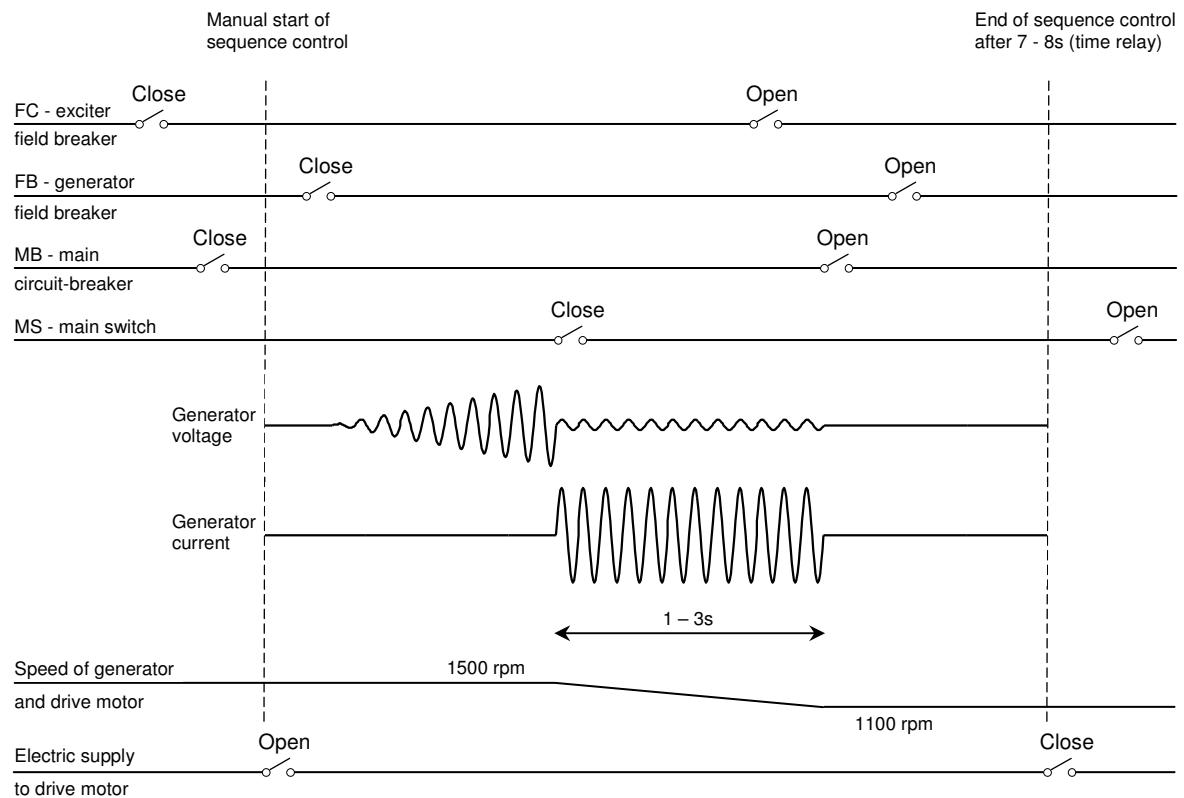 Manual start of
sequence control
End of sequence control
after 7 - 8s (time relay)
Close
Open
FC - exciter
field breaker
Close
Open
FB - generator
field breaker
Close
Open
MB - main
circuit-breaker
Close
Open
MS - main switch
Generator
voltage
Generator
current
1 – 3s
Speed of generator
and drive motor
1500 rpm
1100 rpm
Open
Close
Electric supply
to drive motor